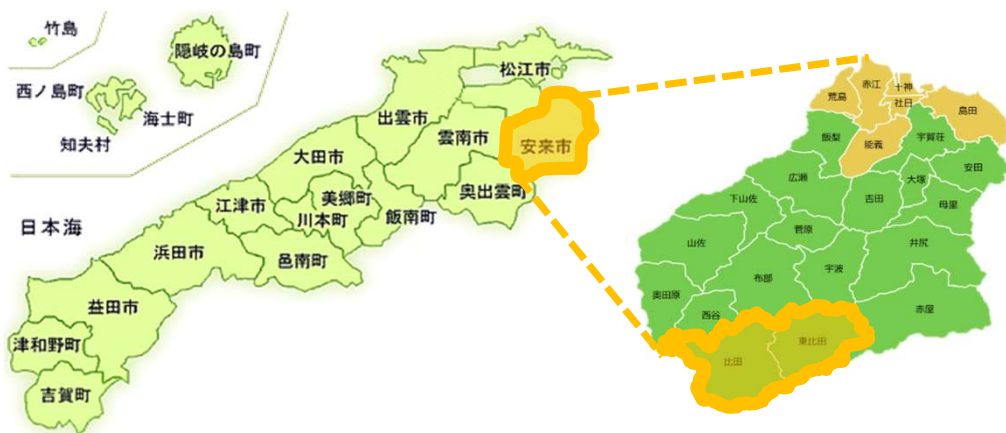 竹島
隠岐の島町
西ノ島町
海士町
知夫村
松江市
出雲市
雲南市
安来市
大田市
奥出雲町
美郷町
江津市
川本町
飯南町
日本海
浜田市
邑南町
益田市
津和野町
吉賀町
赤江
十神
荒島
社日
島田
飯梨
能義
宇賀荘
広瀬
大塚
安田
下山佐
吉田
母里
菅原
山佐
井尻
布部
宇波
奥田原
西谷
赤屋
東比田
比田